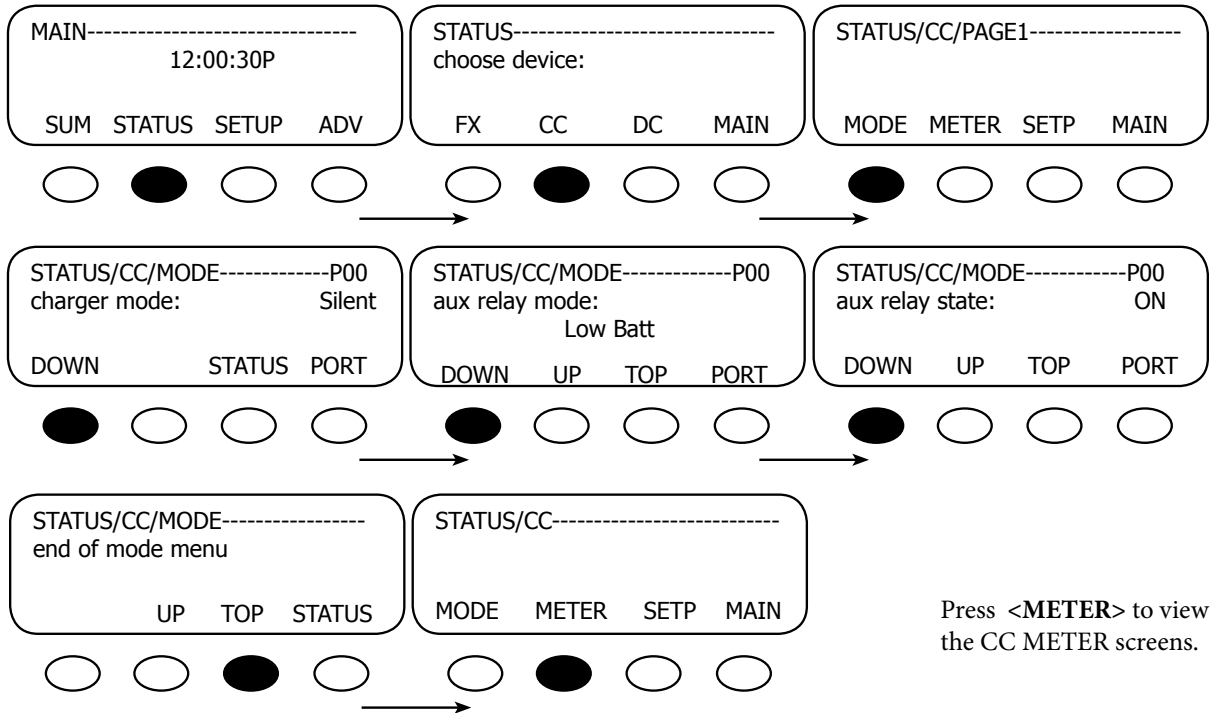 MAIN--------------------------------
12:00:30P
SUM STATUS SETUP ADV
STATUS-------------------------------
choose device:
FX CC DC MAIN
STATUS/CC/PAGE1------------------
MODE METER SETP MAIN
STATUS/CC/MODE-------------P00
charger mode: Silent
DOWN STATUS PORT
STATUS/CC/MODE-------------P00
aux relay mode:
Low Batt
DOWN UP TOP PORT
STATUS/CC/MODE------------P00
aux relay state: ON
DOWN UP TOP PORT
STATUS/CC/MODE-----------------
end of mode menu
UP TOP STATUS
STATUS/CC---------------------------
MODE METER SETP MAIN
Press <METER> to view
the CC METER screens.